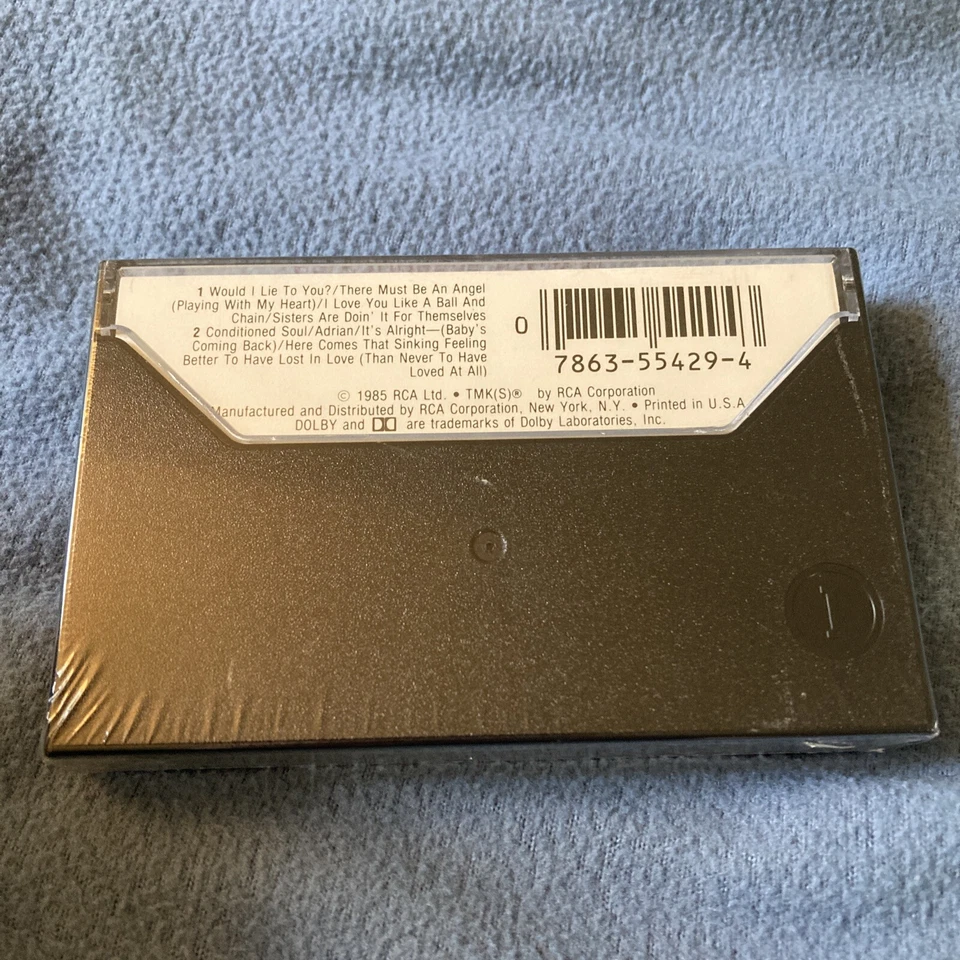 1 Would I Lie To You?/There Must Be An Angel
(Playing With My Heart)/I Love You Like A Ball And
Chain/Sisters Are Doin' It For Themselves
2 Conditioned Soul/Adrian/It's Alright—(Baby's
Coming Back)/Here Comes That Sinking Feeling
Better To Have Lost In Love (Than Never To Have
Loved At All)
0 7863-55429-4
© 1985 RCA Ltd. • TMK(S)® by RCA Corporation
Manufactured and Distributed by RCA Corporation, New York, N.Y. • Printed in U.S.A
DOLBY and are trademarks of Dolby Laboratories, Inc.
1